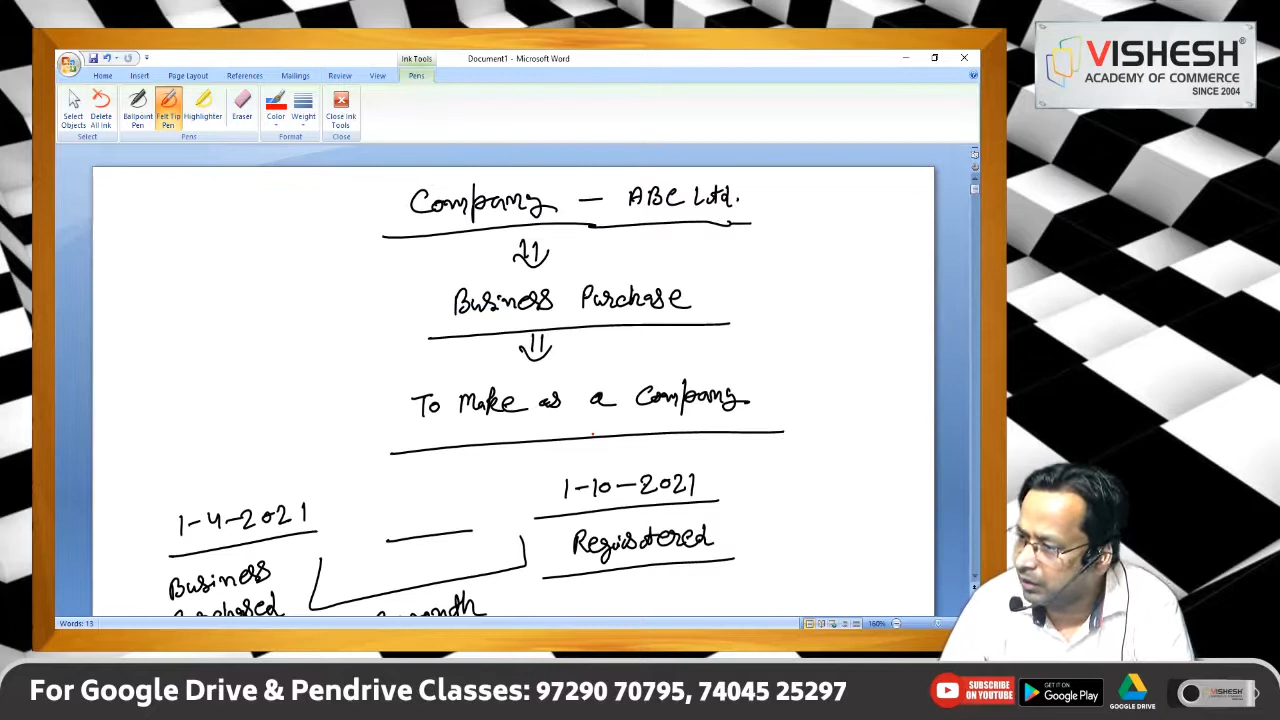 Ink Tools
Document1 - Microsoft Word
Home
Insert
Page Layout
References
Mailings
Review
View
Pens
Select Objects
Delete All Ink
Ballpoint Pen
Felt Tip Pen
Highlighter
Eraser
Color
Weight
Close Ink Tools
Select
Pens
Format
Close
VISHESH®
ACADEMY OF COMMERCE
SINCE 2004
Company — ABC Ltd.
Business Purchase
To Make as a Company.
1-4-2021
1-10-2021
Registered
Business
Purchased
month
Words: 13
160%
For Google Drive & Pendrive Classes: 97290 70795, 74045 25297
SUBSCRIBE
ON YOUTUBE
GET IT ON
Google Play
GOOGLE DRIVE
VISHESH